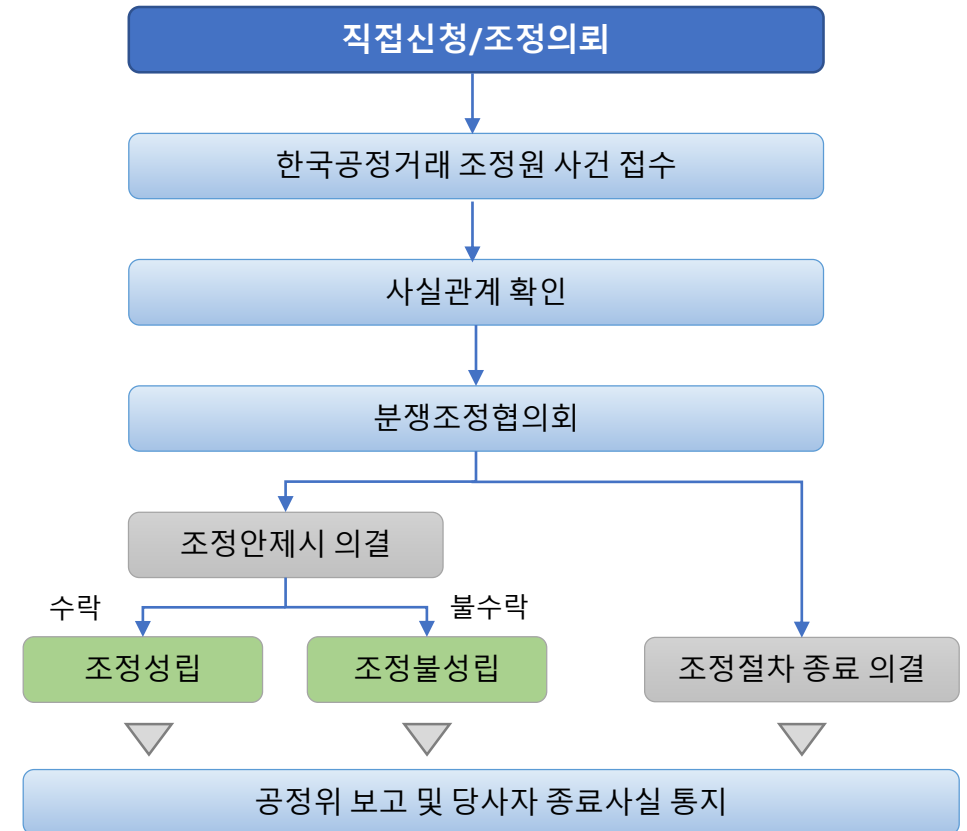 직접신청/조정의뢰
한국공정거래 조정원 사건 접수
사실관계 확인
분쟁조정협의회
조정안제시 의결
수락
불수락
조정성립
조정불성립
조정절차 종료 의결
공정위 보고 및 당사자 종료사실 통지